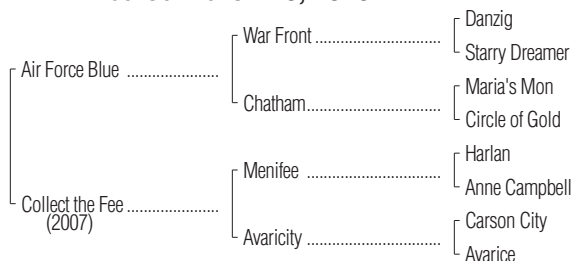 Air Force Blue
Collect the Fee
(2007)
War Front
Chatham
Menifee
Avaricity
Danzig
Starry Dreamer
Maria's Mon
Circle of Gold
Harlan
Anne Campbell
Carson City
Avarice